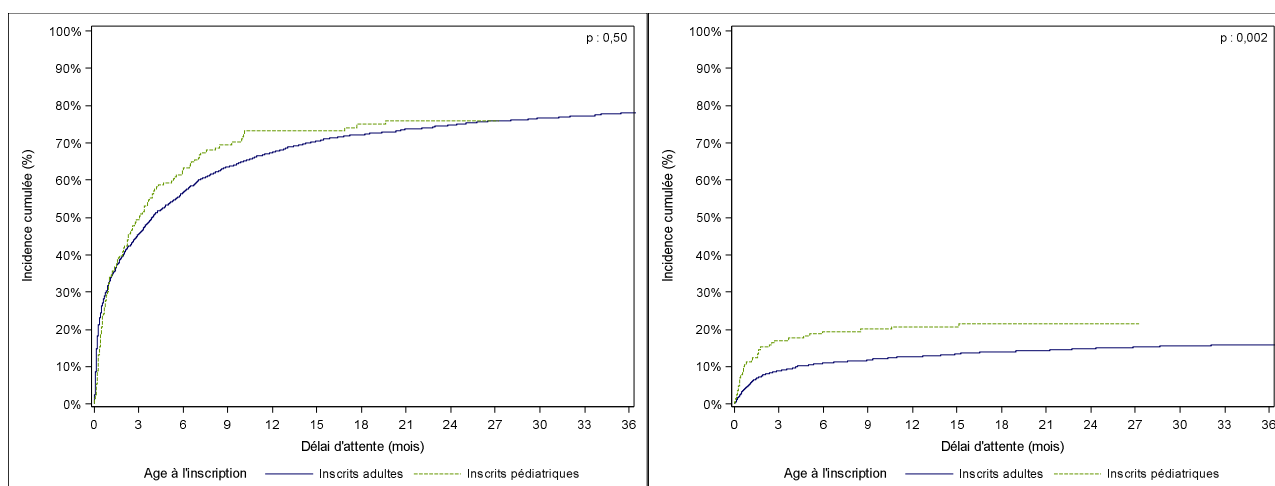 p : 0,50
100%
90%
80%
70%
60%
50%
40%
30%
20%
10%
0%
Incidence cumulée (%)
0 3 6 9 12 15 18 21 24 27 30 33 36
Délai d'attente (mois)
Age à l'inscription Inscrits adultes Inscrits pédiatriques
p : 0,002
100%
90%
80%
70%
60%
50%
40%
30%
20%
10%
0%
Incidence cumulée (%)
0 3 6 9 12 15 18 21 24 27 30 33 36
Délai d'attente (mois)
Age à l'inscription Inscrits adultes Inscrits pédiatriques